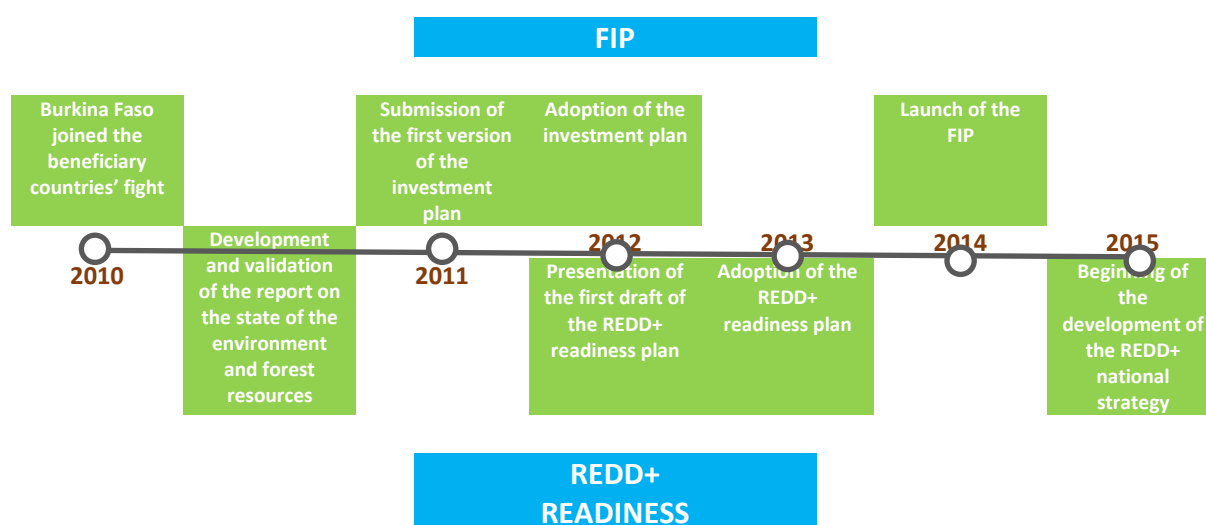 FIP
Burkina Faso
joined the
beneficiary
countries’ fight
Submission of
the first version
of the
investment
plan
Adoption of the
investment plan
Launch of the
FIP
2010
Development
and validation
of the report on
the state of the
environment
and forest
resources
2011
2012
Presentation of
the first draft of
the REDD+
readiness plan
2013
Adoption of the
REDD+
readiness plan
2014
2015
Beginning of
the
development of
the REDD+
national
strategy
REDD+
READINESS